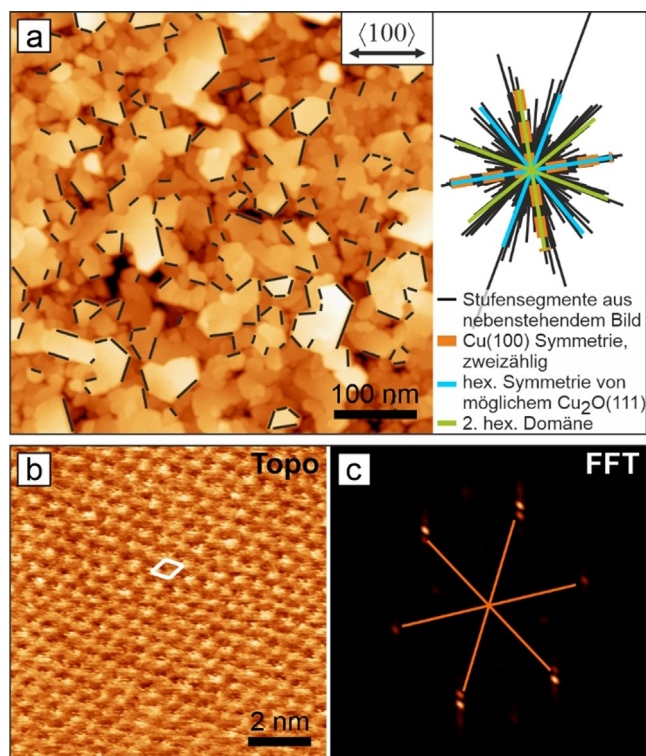 a
⟨100⟩
100 nm
Stufensegmente aus
nebenstehendem Bild
Cu(100) Symmetrie,
zweizählig
hex. Symmetrie von
möglichem Cu₂O(111)
2. hex. Domäne
b
Topo
2 nm
c
FFT